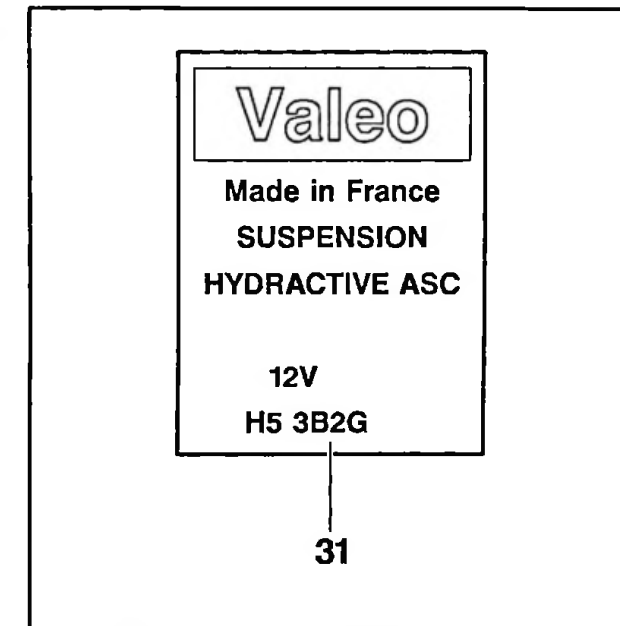 Valeo
Made in France
SUSPENSION
HYDRACTIVE ASC
12V
H5 3B2G
31